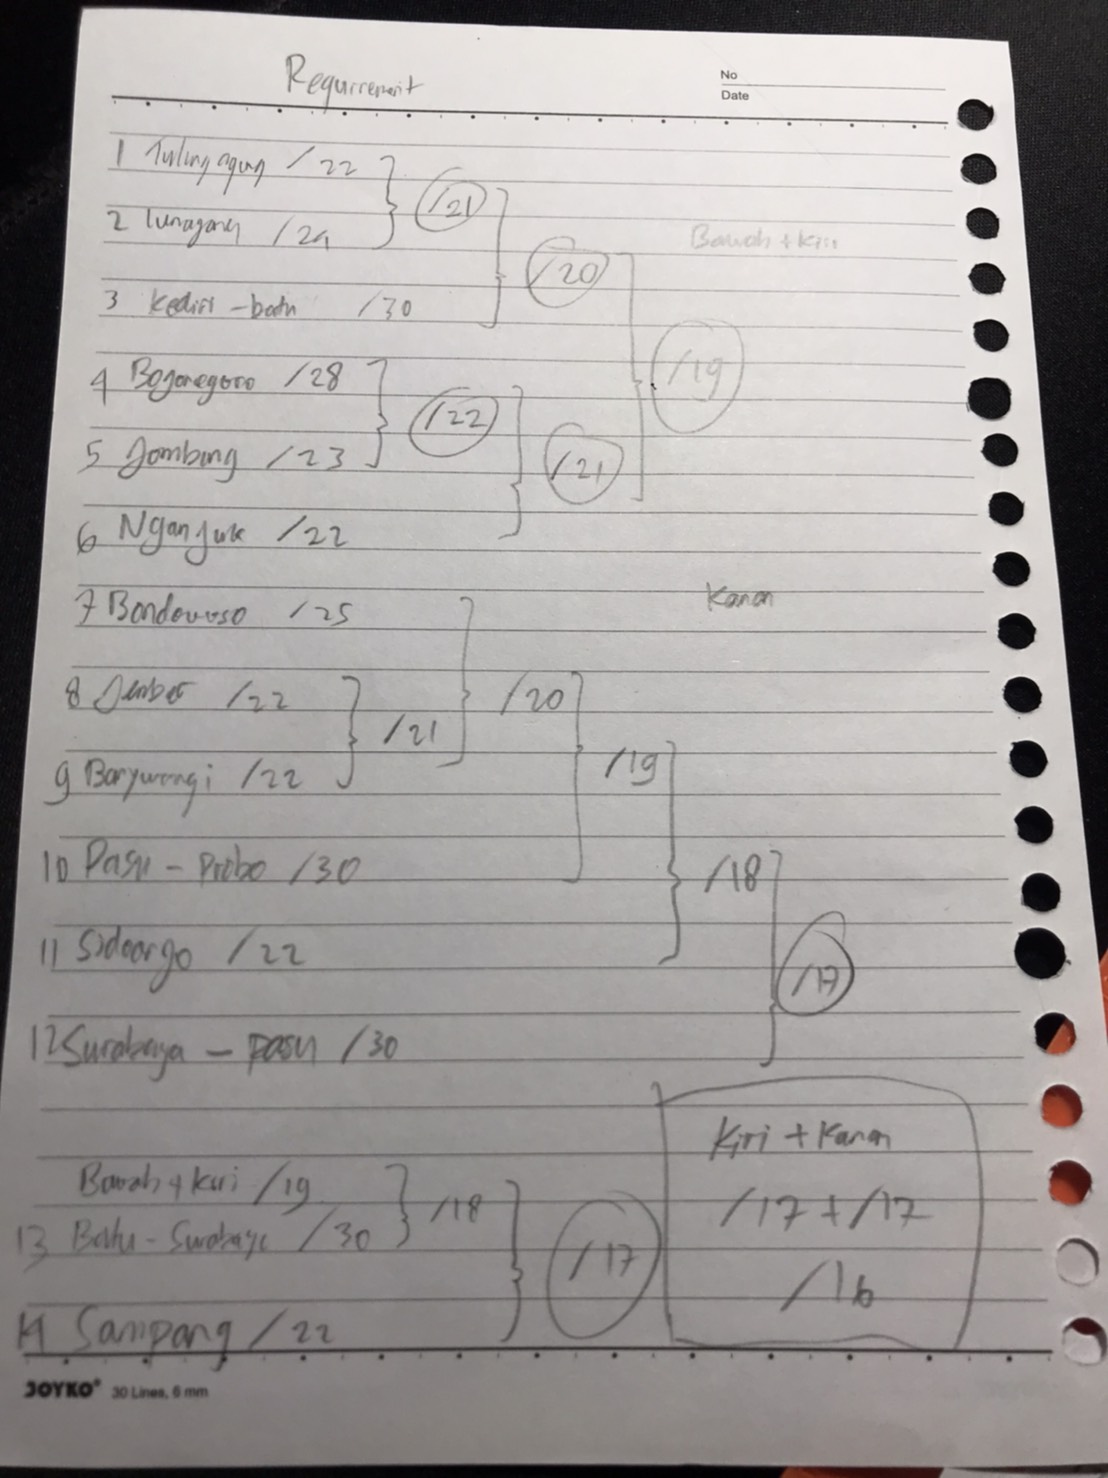 Requrrement
No
Date
1 Tulungagung /22
/21
2 lumagang /24
/20
Bawah + kiri
3 Kediri - batu /30
4 Bojonegoro /28
/19
/22
5 Jombang /23
/21
6 Nganjuk /22
7 Bondowoso /25
Kanan
8 Jember /22
/20
/21
9 Banyuwangi /22
/19
10 Pasu - Probo /30
/18
11 Sidoarjo /22
/17
12 Surabaya - pasu /30
Kiri + Kanan
Bawah + kiri /19
/18
/17 + /17
13 Batu - Surabaya /30
/17
/16
14 Sampang /22
JOYKO® 30 Lines, 6 mm